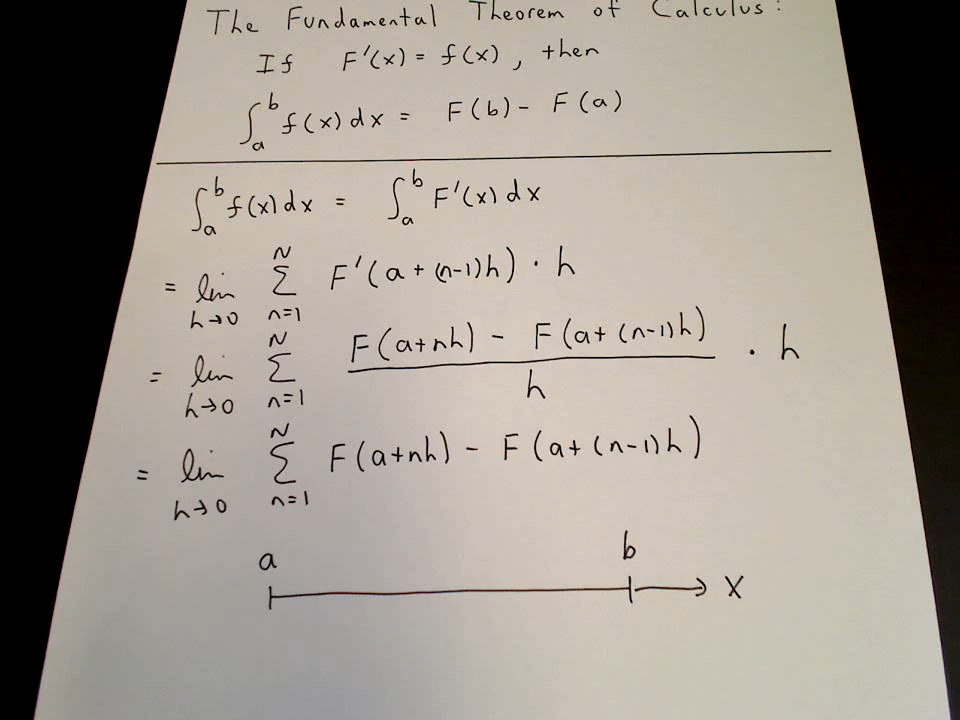 The Fundamental Theorem of Calculus:
If F'(x) = f(x), then
∫_a^b f(x)dx = F(b) - F(a)
∫_a^b f(x)dx = ∫_a^b F'(x)dx
= lim_{h→0} Σ_{n=1}^N F'(a+(n-1)h) · h
= lim_{h→0} Σ_{n=1}^N (F(a+nh) - F(a+(n-1)h))/h · h
= lim_{h→0} Σ_{n=1}^N F(a+nh) - F(a+(n-1)h)
a b
x